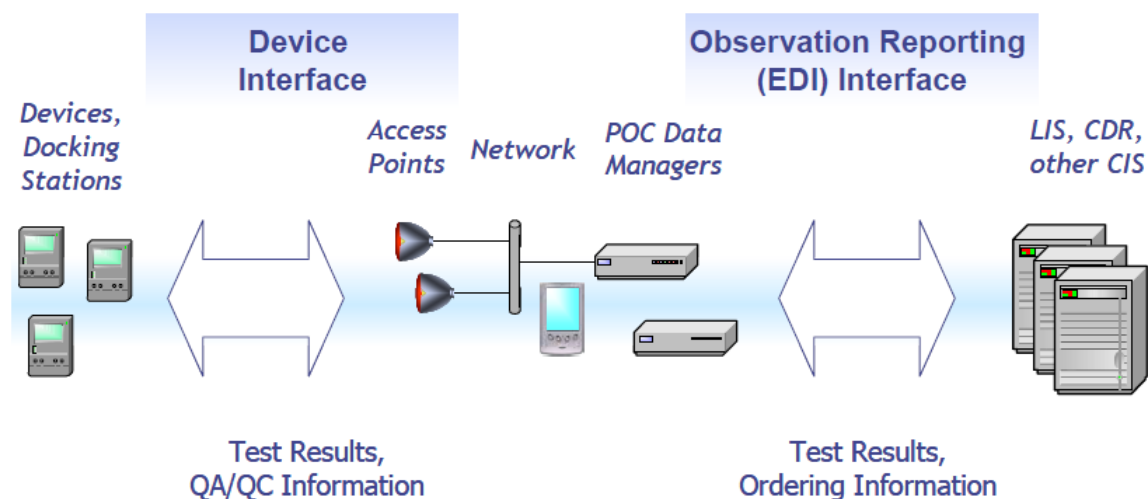 Device
Interface
Observation Reporting
(EDI) Interface
Devices,
Docking
Stations
Access
Points
Network
POC Data
Managers
LIS, CDR,
other CIS
Test Results,
QA/QC Information
Test Results,
Ordering Information